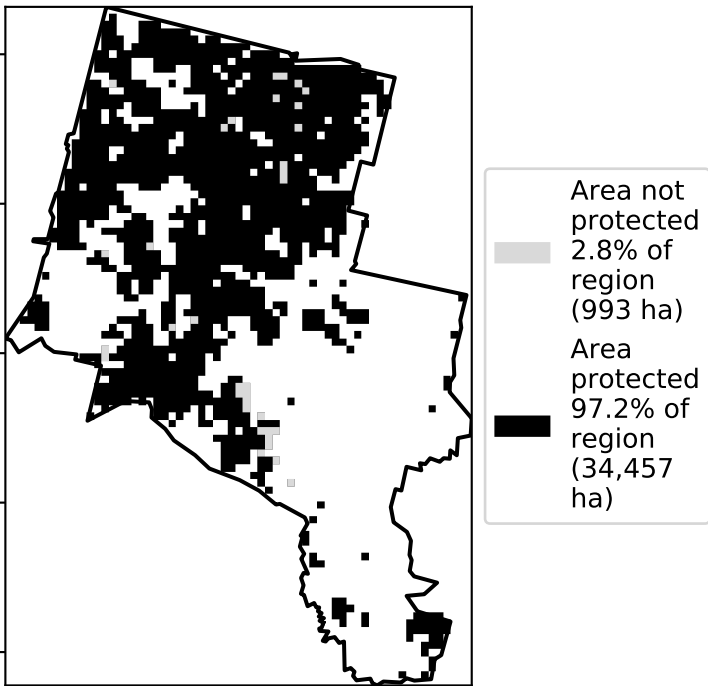 Area not
protected
2.8% of
region
(993 ha)
Area
protected
97.2% of
region
(34,457
ha)